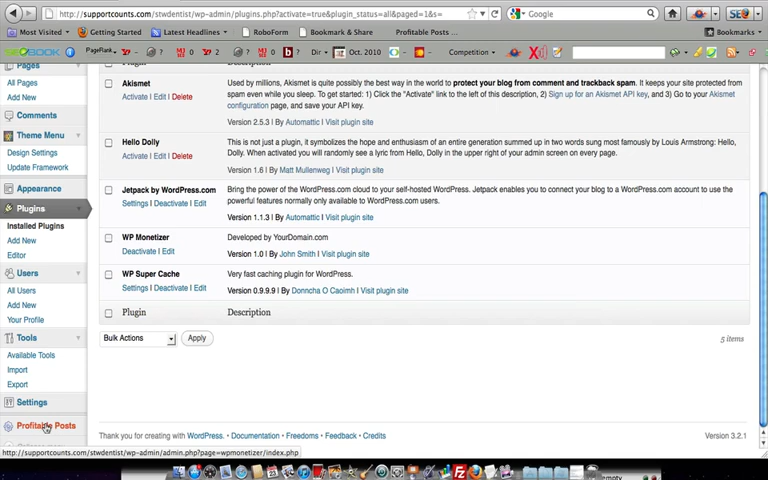 http://supportcounts.com/stwdentist/wp-admin/plugins.php?activate=true&plugin_status=all&paged=1&s=
Google
Most Visited
Getting Started
Latest Headlines
RoboForm
Bookmark & Share
Profitable Posts ...
Bookmarks
SEOBOOK
PageRank
0
2
0
0
Dir
Oct. 2010
Competition
Pages
All Pages
Add New
Comments
Theme Menu
Design Settings
Update Framework
Appearance
Plugins
Installed Plugins
Add New
Editor
Users
All Users
Add New
Your Profile
Tools
Available Tools
Import
Export
Settings
Profitable Posts
Plugin Description
Akismet
Activate | Edit | Delete
Used by millions, Akismet is quite possibly the best way in the world to protect your blog from comment and trackback spam. It keeps your site protected
from spam even while you sleep. To get started: 1) Click the "Activate" link to the left of this description, 2) Sign up for an Akismet API key, and 3) Go to your Akismet
configuration page, and save your API key.
Version 2.5.3 | By Automattic | Visit plugin site
Hello Dolly
Activate | Edit | Delete
This is not just a plugin, it symbolizes the hope and enthusiasm of an entire generation summed up in two words sung most famously by Louis Armstrong: Hello,
Dolly. When activated you will randomly see a lyric from Hello, Dolly in the upper right of your admin screen on every page.
Version 1.6 | By Matt Mullenweg | Visit plugin site
Jetpack by WordPress.com
Settings | Deactivate | Edit
Bring the power of the WordPress.com cloud to your self-hosted WordPress. Jetpack enables you to connect your blog to a WordPress.com account to use the
powerful features normally only available to WordPress.com users.
Version 1.1.3 | By Automattic | Visit plugin site
WP Monetizer
Deactivate | Edit
Developed by YourDomain.com
Version 1.0 | By John Smith | Visit plugin site
WP Super Cache
Settings | Deactivate | Edit
Very fast caching plugin for WordPress.
Version 0.9.9.9 | By Donncha O Caoimh | Visit plugin site
Plugin Description
Bulk Actions Apply
5 items
Thank you for creating with WordPress. • Documentation • Freedoms • Feedback • Credits
Version 3.2.1
http://supportcounts.com/stwdentist/wp-admin/admin.php?page=wpmonetizer/index.php